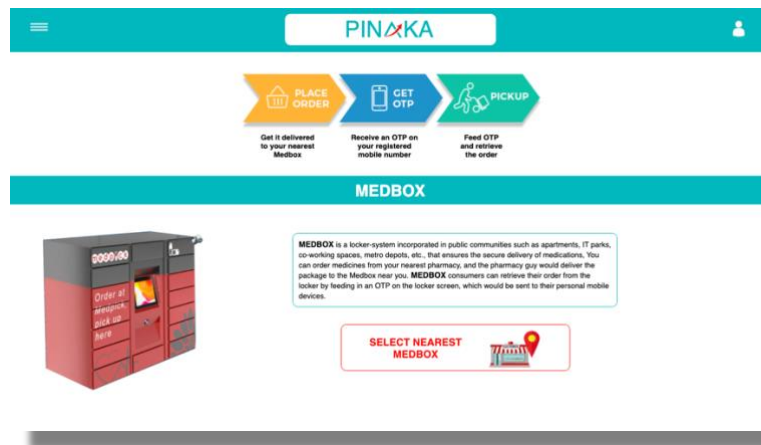 PINAKA
PLACE
ORDER
GET
OTP
PICKUP
Get it delivered
to your nearest
Medbox
Receive an OTP on
your registered
mobile number
Feed OTP
and retrieve
the order
MEDBOX
MEDBOX is a locker-system incorporated in public communities such as apartments, IT parks,
co-working spaces, metro depots, etc., that ensures the secure delivery of medications, You
can order medicines from your nearest pharmacy, and the pharmacy guy would deliver the
package to the Medbox near you. MEDBOX consumers can retrieve their order from the
locker by feeding in an OTP on the locker screen, which would be sent to their personal mobile
devices.
Order at
Medpick,
pick up
here
SELECT NEAREST
MEDBOX